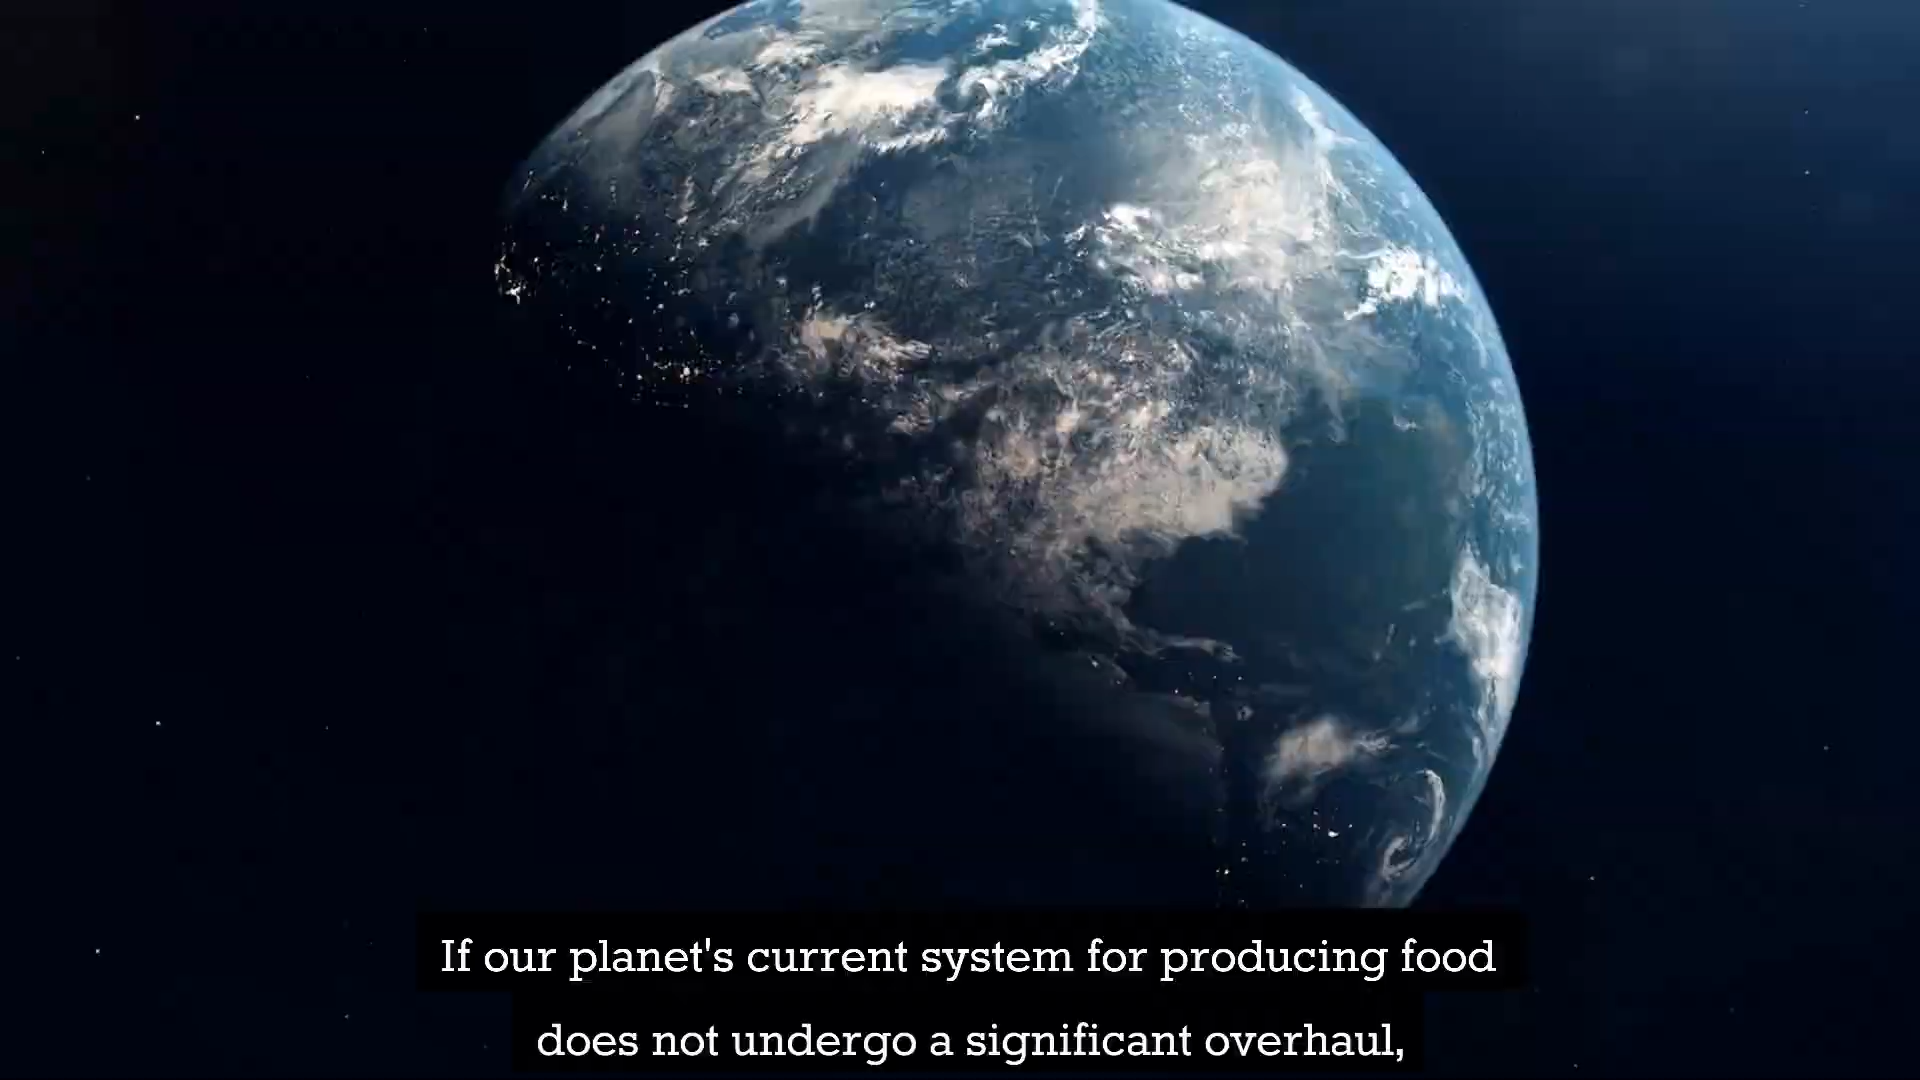 If our planet's current system for producing food
does not undergo a significant overhaul,